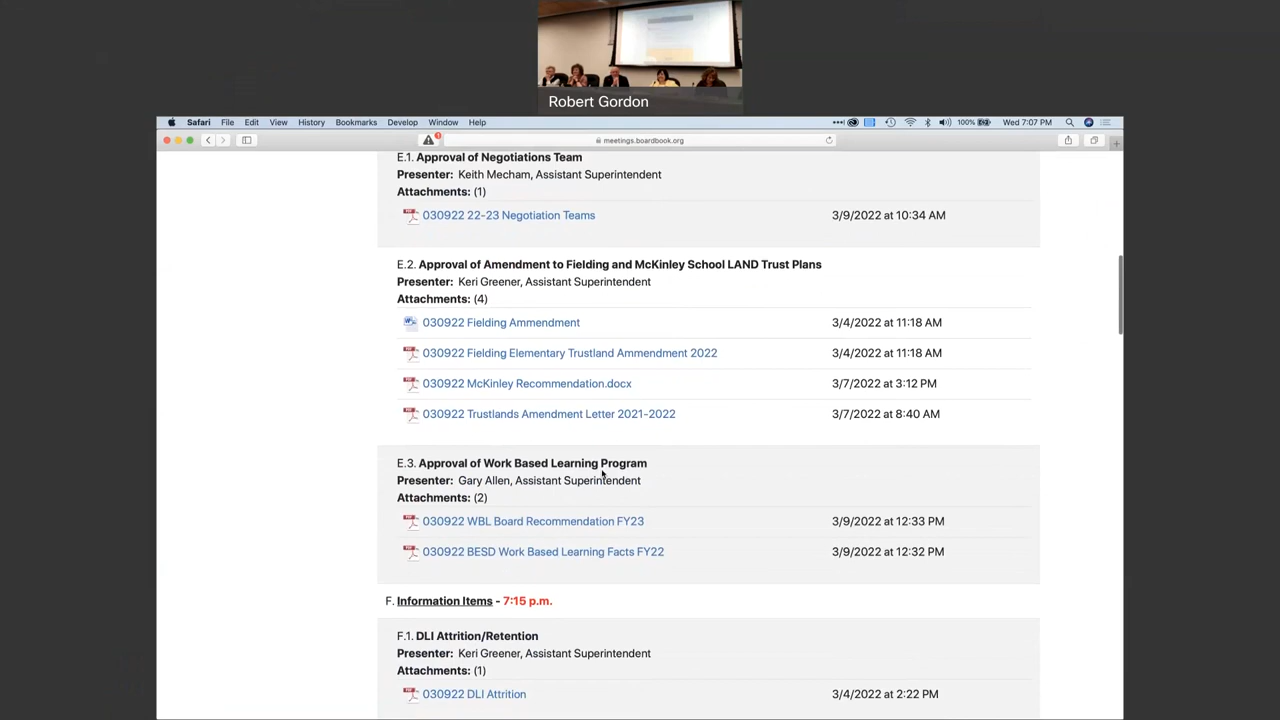 Robert Gordon
Safari File Edit View History Bookmarks Develop Window Help 100% Wed 7:07 PM
meetings.boardbook.org
E.1. Approval of Negotiations Team
Presenter: Keith Mecham, Assistant Superintendent
Attachments: (1)
030922 22-23 Negotiation Teams 3/9/2022 at 10:34 AM
E.2. Approval of Amendment to Fielding and McKinley School LAND Trust Plans
Presenter: Keri Greener, Assistant Superintendent
Attachments: (4)
030922 Fielding Ammendment 3/4/2022 at 11:18 AM
030922 Fielding Elementary Trustland Ammendment 2022 3/4/2022 at 11:18 AM
030922 McKinley Recommendation.docx 3/7/2022 at 3:12 PM
030922 Trustlands Amendment Letter 2021-2022 3/7/2022 at 8:40 AM
E.3. Approval of Work Based Learning Program
Presenter: Gary Allen, Assistant Superintendent
Attachments: (2)
030922 WBL Board Recommendation FY23 3/9/2022 at 12:33 PM
030922 BESD Work Based Learning Facts FY22 3/9/2022 at 12:32 PM
F. Information Items - 7:15 p.m.
F.1. DLI Attrition/Retention
Presenter: Keri Greener, Assistant Superintendent
Attachments: (1)
030922 DLI Attrition 3/4/2022 at 2:22 PM